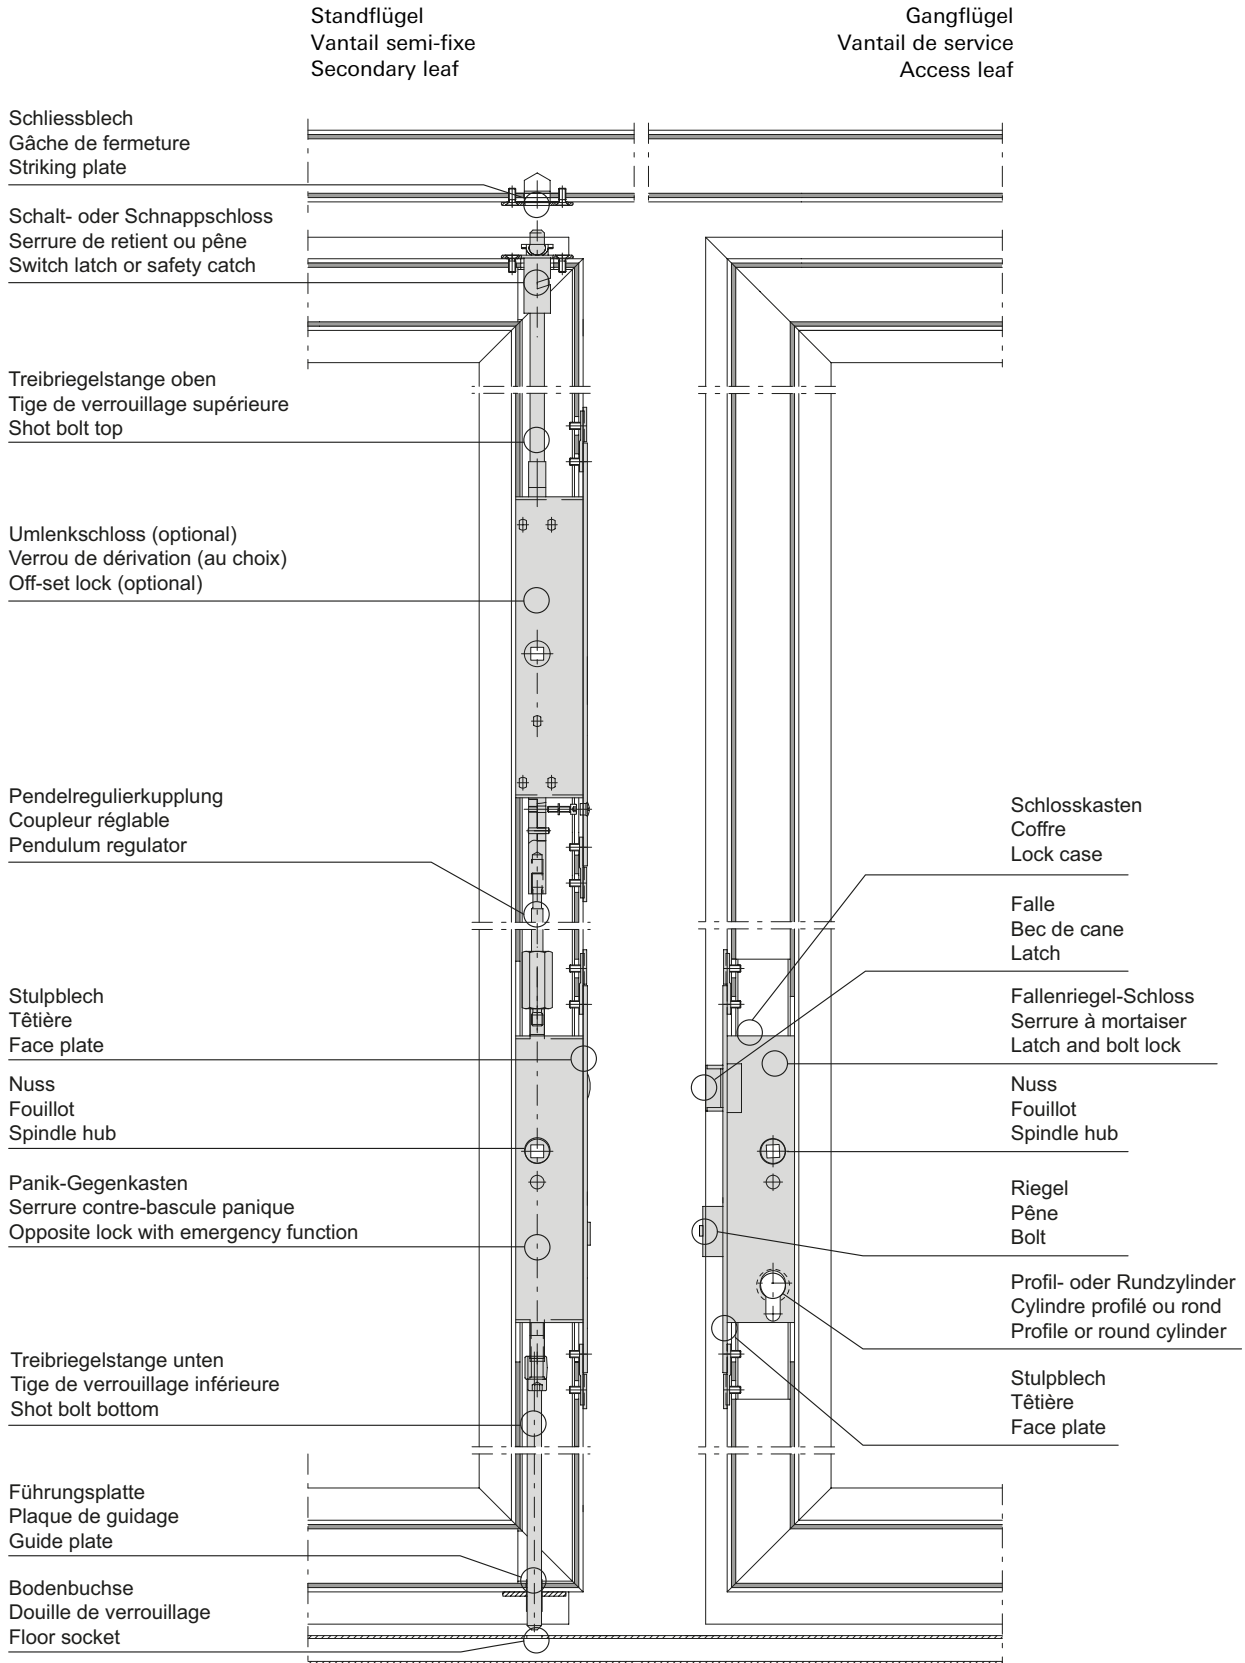 Standflügel
Vantail semi-fixe
Secondary leaf
Gangflügel
Vantail de service
Access leaf
Schliessblech
Gâche de fermeture
Striking plate
Schalt- oder Schnappschloss
Serrure de retient ou pêne
Switch latch or safety catch
Treibriegelstange oben
Tige de verrouillage supérieure
Shot bolt top
Umlenkschloss (optional)
Verrou de dérivation (au choix)
Off-set lock (optional)
Pendelregulierkupplung
Coupleur réglable
Pendulum regulator
Stulpblech
Têtière
Face plate
Nuss
Fouillot
Spindle hub
Panik-Gegenkasten
Serrure contre-bascule panique
Opposite lock with emergency function
Treibriegelstange unten
Tige de verrouillage inférieure
Shot bolt bottom
Führungsplatte
Plaque de guidage
Guide plate
Bodenbuchse
Douille de verrouillage
Floor socket
Schlosskasten
Coffre
Lock case
Falle
Bec de cane
Latch
Fallenriegel-Schloss
Serrure à mortaiser
Latch and bolt lock
Nuss
Fouillot
Spindle hub
Riegel
Pêne
Bolt
Profil- oder Rundzylinder
Cylindre profilé ou rond
Profile or round cylinder
Stulpblech
Têtière
Face plate